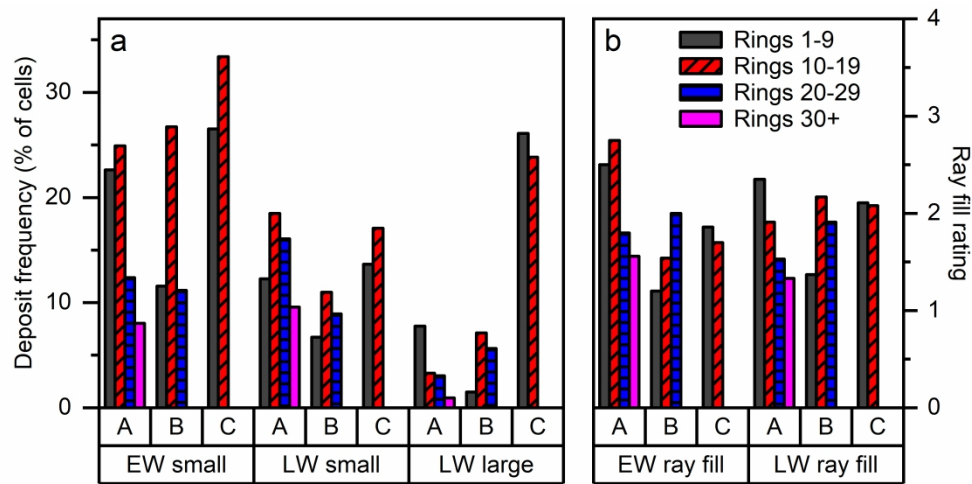 a
Deposit frequency (% of cells)
30
20
10
0
A B C A B C A B C
EW small LW small LW large
b
Rings 1-9
Rings 10-19
Rings 20-29
Rings 30+
4
3
2
1
0
Ray fill rating
A B C A B C
EW ray fill LW ray fill